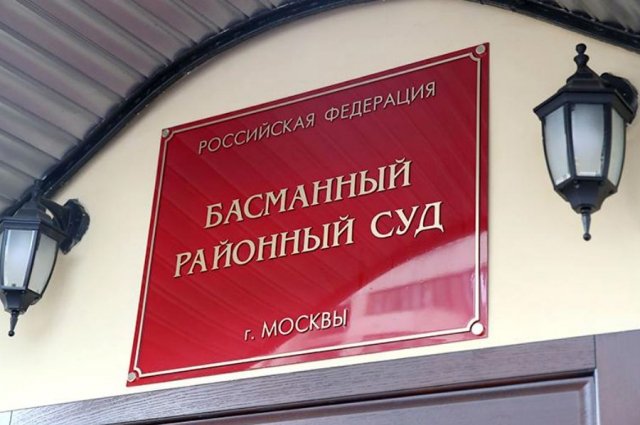 РОССИЙСКАЯ ФЕДЕРАЦИЯ
БАСМАННЫЙ
РАЙОННЫЙ СУД
г. МОСКВЫ